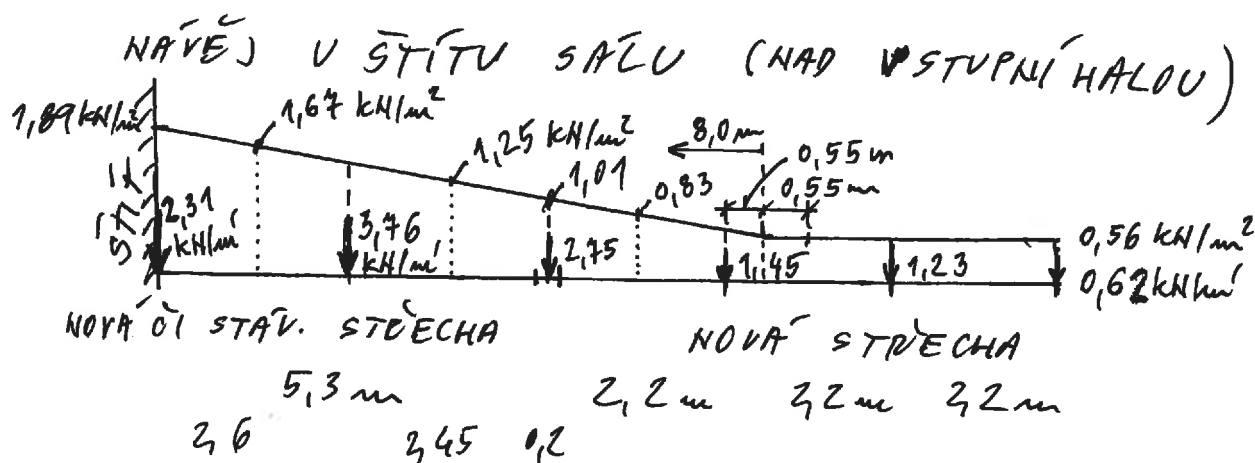 NÁVĚJ V ŠTÍTU SÁLU (NAD VSTUPNÍ HALOU)
1,89 kN/m²
1,67 kN/m²
1,25 kN/m²
8,0 m
0,55 m
1,01
0,83
0,55 m
ŠTÍT
2,31 kN/m'
3,76 kN/m'
2,75
1,45
1,23
0,56 kN/m²
0,62 kN/m'
NOVÁ ČI STÁV. STŘECHA
NOVÁ STŘECHA
5,3 m
2,2 m
2,2 m
2,2 m
2,6
2,45
0,2